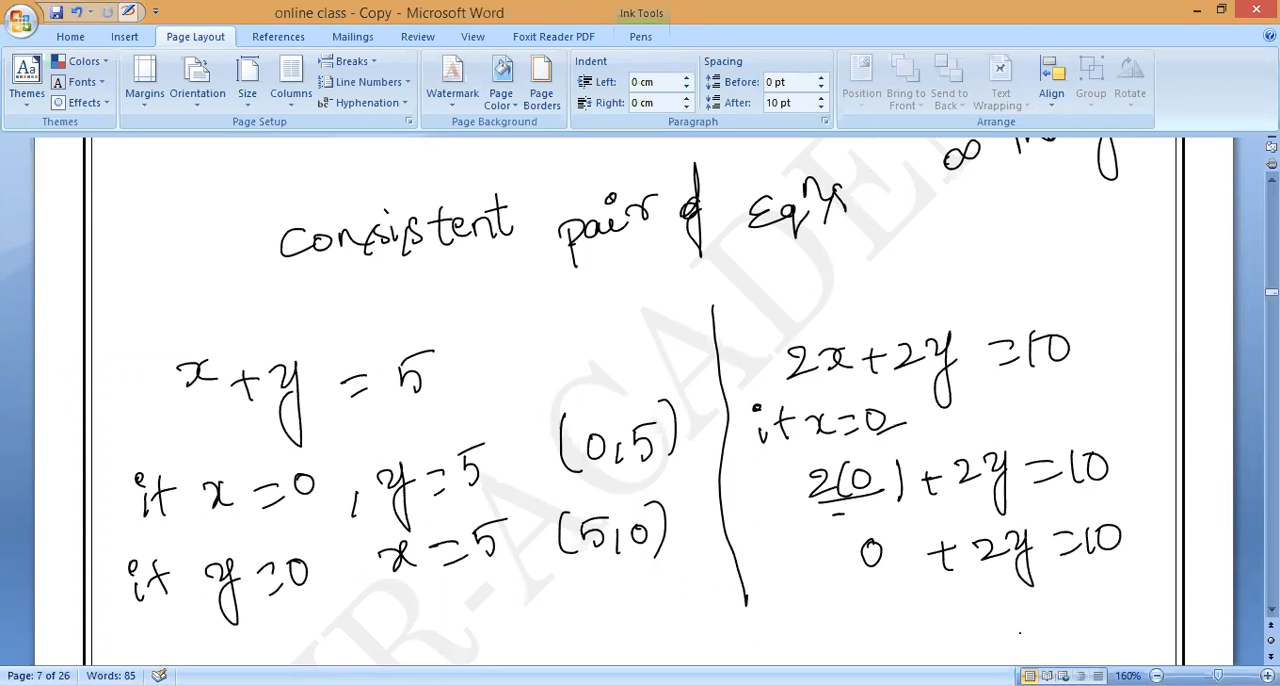 online class - Copy - Microsoft Word
Ink Tools
Home Insert Page Layout References Mailings Review View Foxit Reader PDF Pens
Themes
Colors
Fonts
Effects
Themes
Margins Orientation Size Columns
Breaks
Line Numbers
Hyphenation
Page Setup
Watermark Page Color Page Borders
Page Background
Indent
Left: 0 cm
Right: 0 cm
Spacing
Before: 0 pt
After: 10 pt
Paragraph
Position Bring to Front Send to Back Text Wrapping Align Group Rotate
Arrange
∞
consistent pair of Eqns
x + y = 5
if x = 0, y = 5 (0,5)
if y = 0 x = 5 (5,0)
2x + 2y = 10
if x = 0
2(0) + 2y = 10
0 + 2y = 10
IR-ACADE
Page: 7 of 26 Words: 85 160%